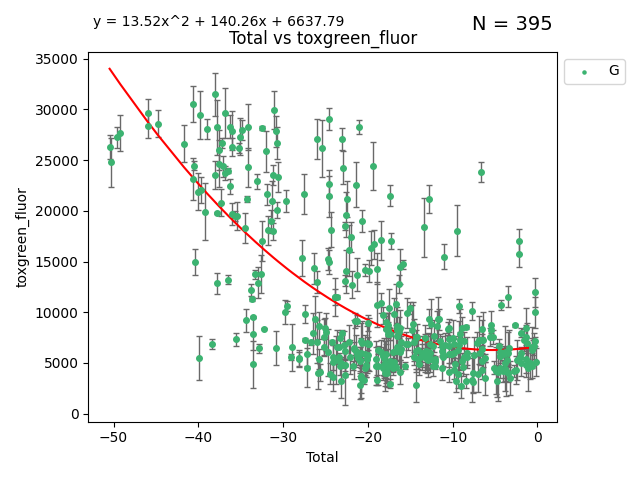 y = 13.52x^2 + 140.26x + 6637.79
N = 395
Total vs toxgreen_fluor
G
toxgreen_fluor
35000
30000
25000
20000
15000
10000
5000
0
−50
−40
−30
−20
−10
0
Total